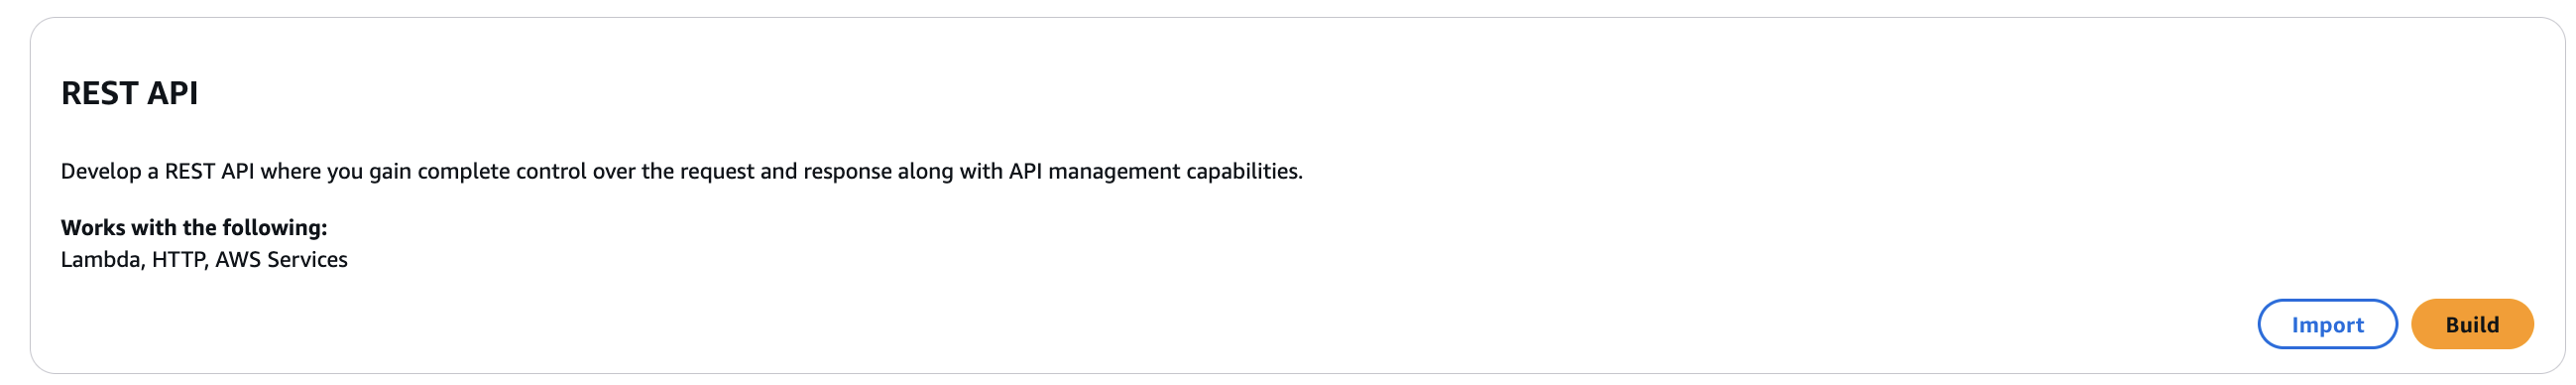 REST API
Develop a REST API where you gain complete control over the request and response along with API management capabilities.
Works with the following:
Lambda, HTTP, AWS Services
Import
Build